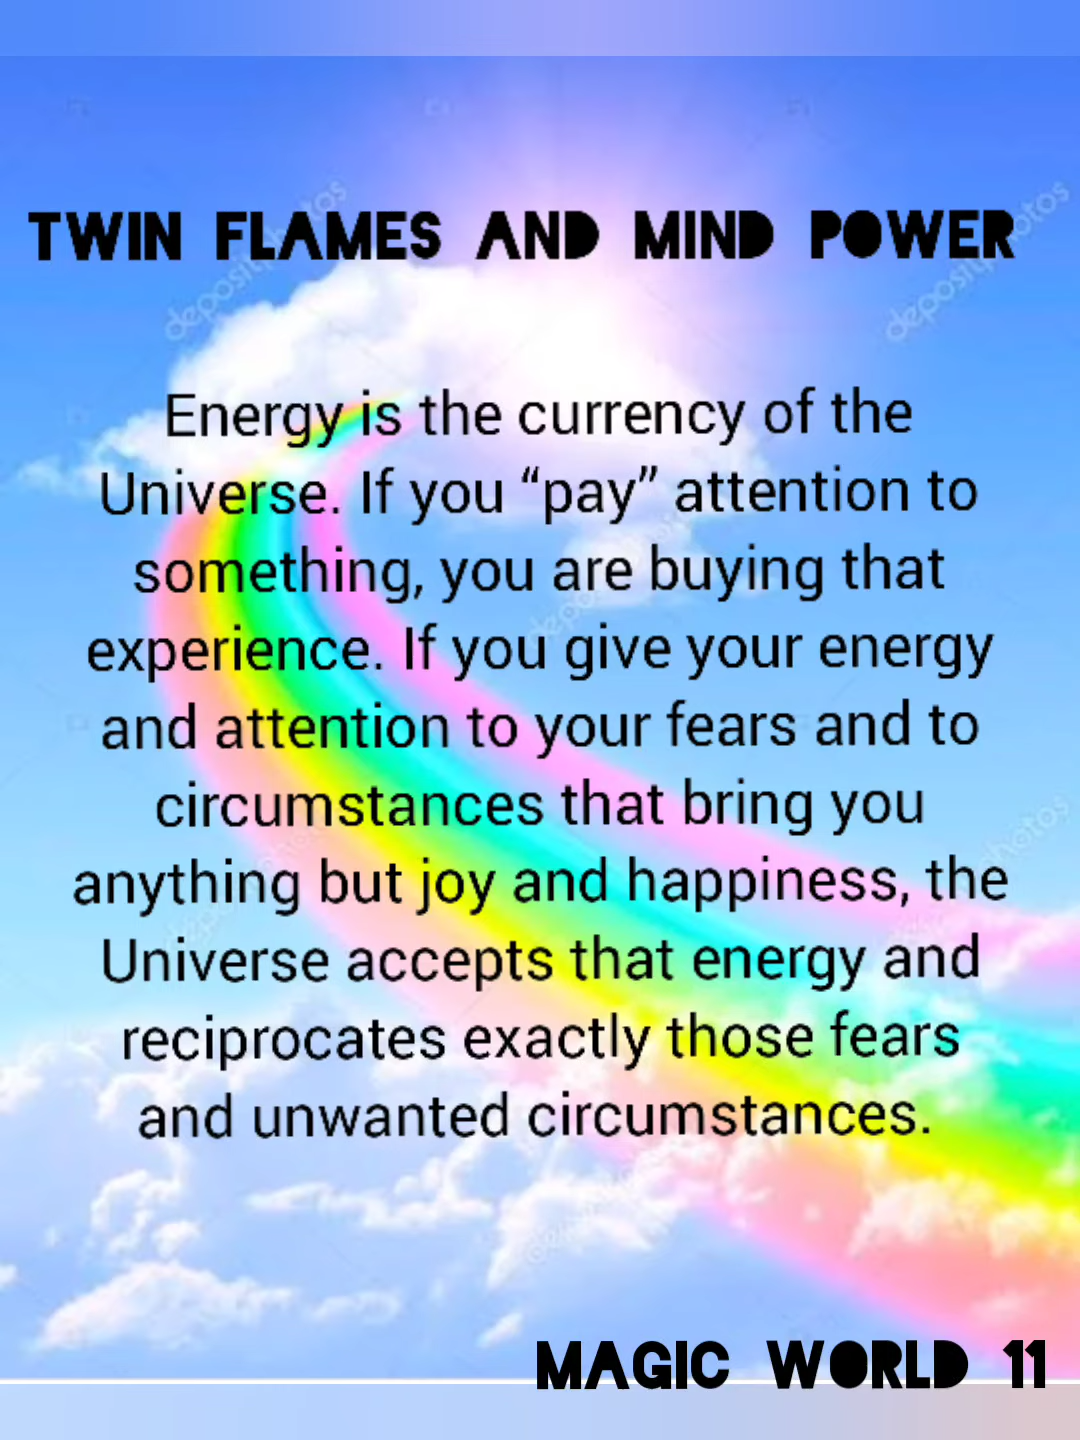 TWIN FLAMES AND MIND POWER
Energy is the currency of the
Universe. If you “pay” attention to
something, you are buying that
experience. If you give your energy
and attention to your fears and to
circumstances that bring you
anything but joy and happiness, the
Universe accepts that energy and
reciprocates exactly those fears
and unwanted circumstances.
MAGIC WORLD 11
depositphotos
depositphotos